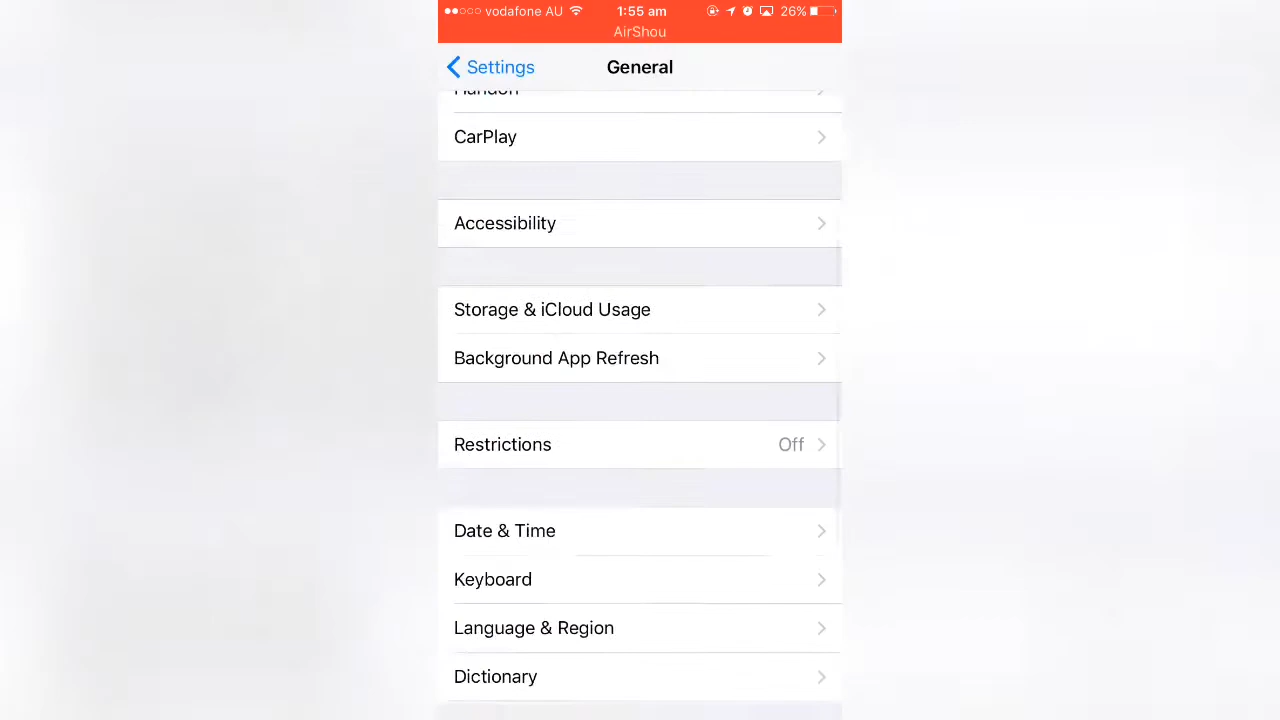 vodafone AU 1:55 am 26%
AirShou
Settings General
Handoff
CarPlay
Accessibility
Storage & iCloud Usage
Background App Refresh
Restrictions Off
Date & Time
Keyboard
Language & Region
Dictionary